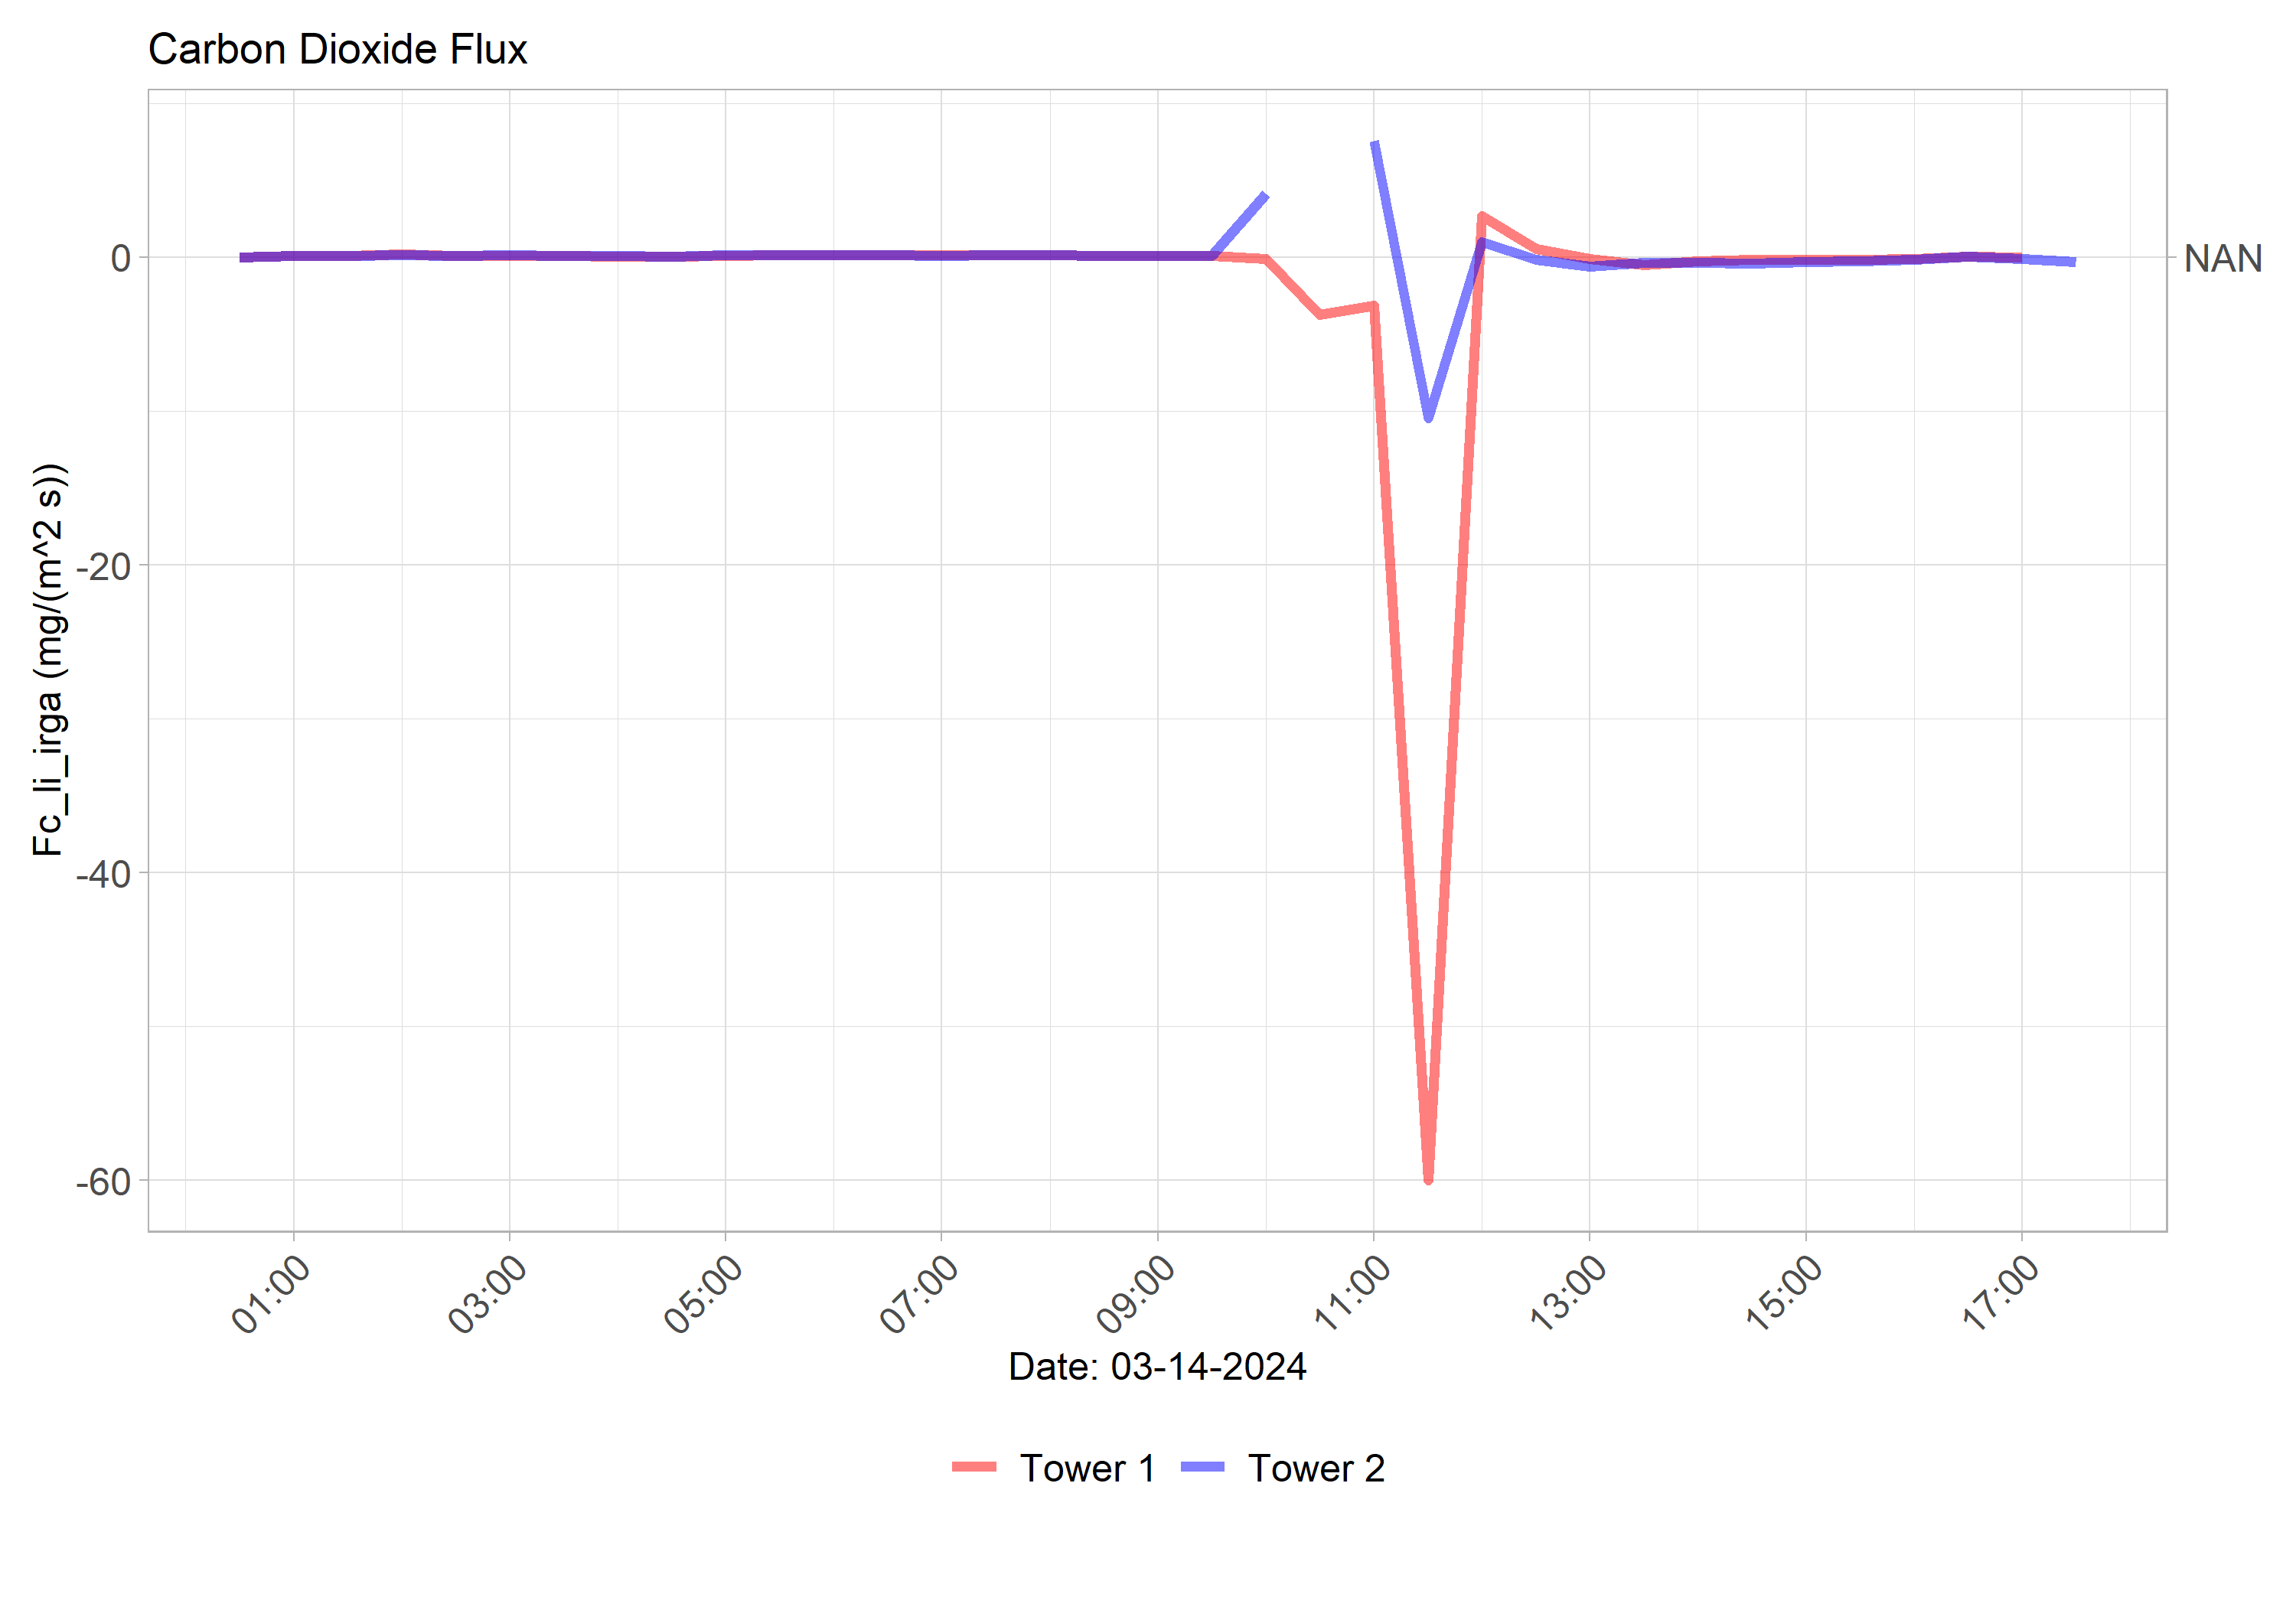 Carbon Dioxide Flux
Fc_li_irga (mg/(m^2 s))
0
-20
-40
-60
NAN
01:00
03:00
05:00
07:00
09:00
11:00
13:00
15:00
17:00
Date: 03-14-2024
Tower 1 Tower 2